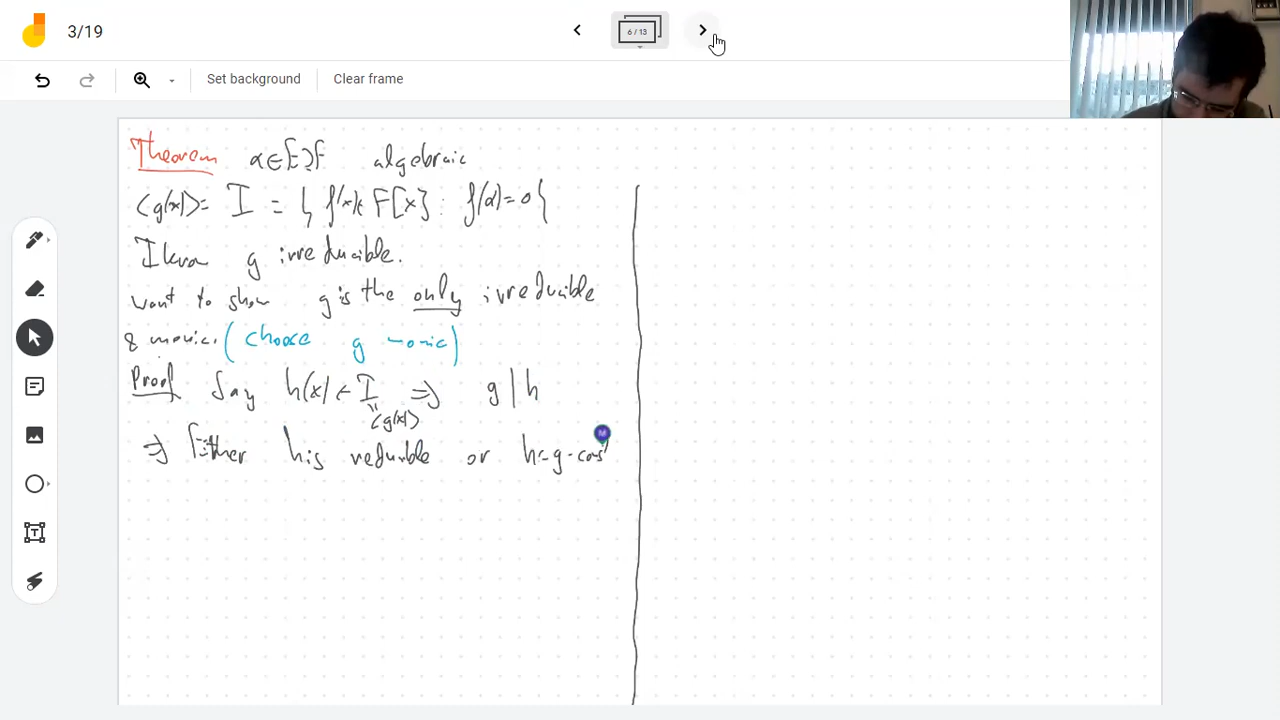 3/19
6 / 13
Set background
Clear frame
Theorem α∈E⊇F algebraic
⟨g(x)⟩ = I = { f(x)∈ F[x] : f(α)=0 }
I know g irreducible.
want to show g is the only irreducible
& monic. (choose g monic)
Proof Say h(x) ∈ I ⇒ g | h
⟨g(x)⟩
⇒ Either h is reducible or h = g·cons
M